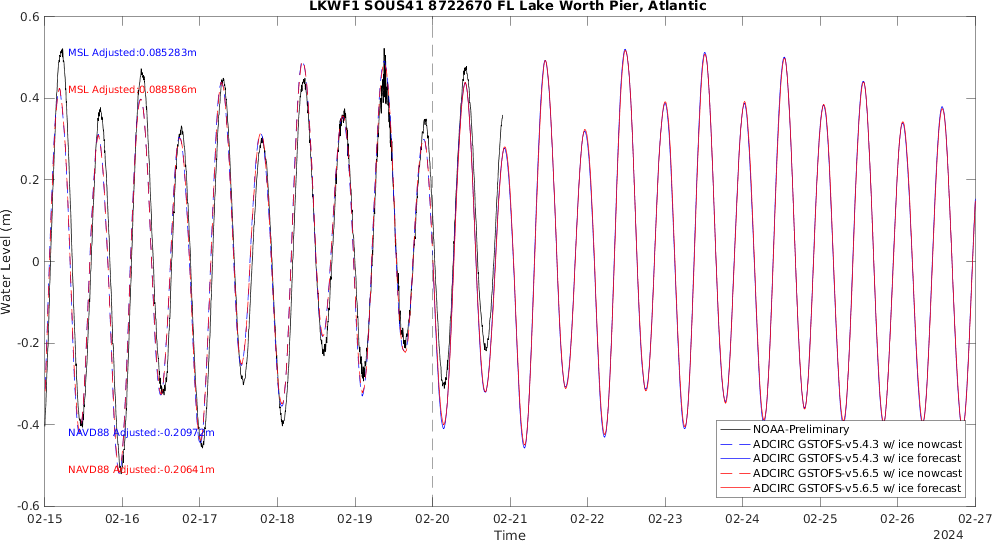 LKWF1 SOUS41 8722670 FL Lake Worth Pier, Atlantic
0.6
0.4
0.2
0
-0.2
-0.4
-0.6
Water Level (m)
MSL Adjusted:0.085283m
MSL Adjusted:0.088586m
NAVD88 Adjusted:-0.20972m
NAVD88 Adjusted:-0.20641m
NOAA-Preliminary
ADCIRC GSTOFS-v5.4.3 w/ ice nowcast
ADCIRC GSTOFS-v5.4.3 w/ ice forecast
ADCIRC GSTOFS-v5.6.5 w/ ice nowcast
ADCIRC GSTOFS-v5.6.5 w/ ice forecast
02-15 02-16 02-17 02-18 02-19 02-20 02-21 02-22 02-23 02-24 02-25 02-26 02-27
Time
2024